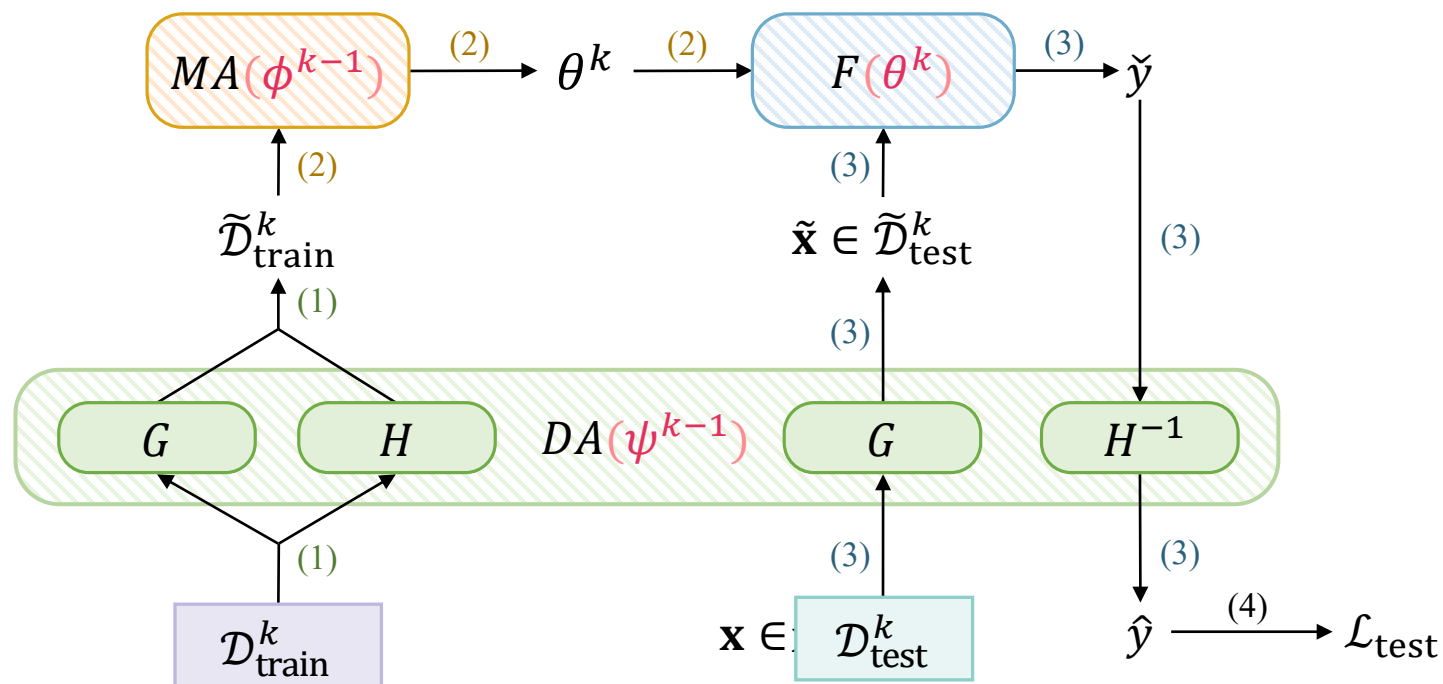 MA(ϕ^{k−1}) (2) θ^k (2) F(θ^k) (3) y̌
(2) (3)
𝒟̃^k_train x̃ ∈ 𝒟̃^k_test (3)
(1) (3)
G H DA(ψ^{k−1}) G H^{−1}
(1) (3) (3)
𝒟^k_train x ∈ 𝒟^k_test ŷ (4) ℒ_test